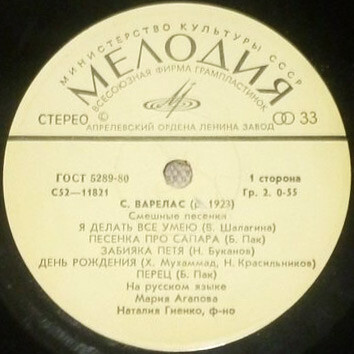 МИНИСТЕРСТВО КУЛЬТУРЫ СССР
МЕЛОДИЯ
ВСЕСОЮЗНАЯ ФИРМА ГРАМПЛАСТИНОК
СТЕРЕО
33
АПРЕЛЕВСКИЙ ОРДЕНА ЛЕНИНА ЗАВОД
ГОСТ 5289-80
1 сторона
С52—11821
Гр. 2. 0-55
С. ВАРЕЛАС (р. 1923)
Смешные песенки
Я ДЕЛАТЬ ВСЕ УМЕЮ (В. Шалагина)
ПЕСЕНКА ПРО САПАРА (Б. Пак)
ЗАБИЯКА ПЕТЯ (Н. Буканов)
ДЕНЬ РОЖДЕНИЯ (Х. Мухаммад, Н. Красильников)
ПЕРЕЦ (Б. Пак)
На русском языке
Мария Агапова
Наталия Гиенко, ф-но